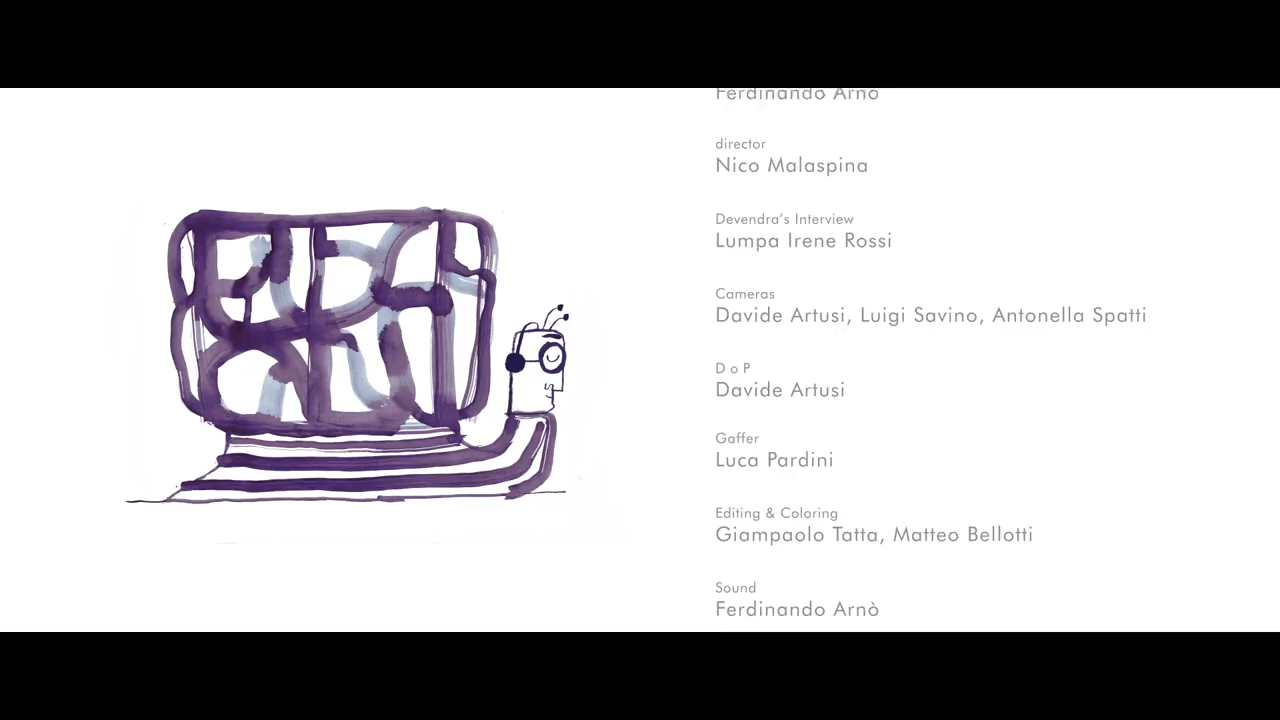 Ferdinando Arnò
director
Nico Malaspina
Devendra's Interview
Lumpa Irene Rossi
Cameras
Davide Artusi, Luigi Savino, Antonella Spatti
D o P
Davide Artusi
Gaffer
Luca Pardini
Editing & Coloring
Giampaolo Tatta, Matteo Bellotti
Sound
Ferdinando Arnò